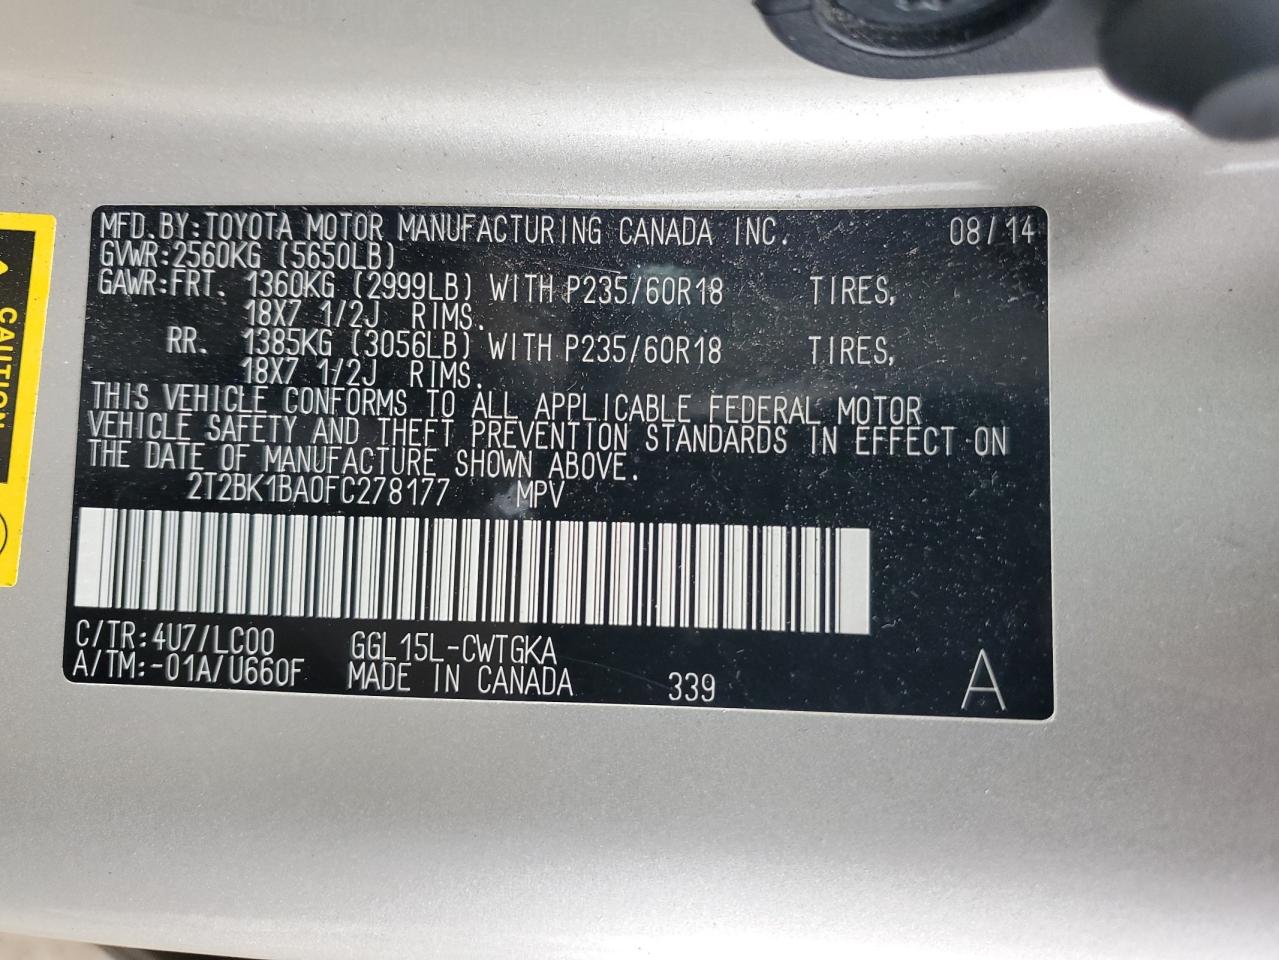 MFD.BY:TOYOTA MOTOR MANUFACTURING CANADA INC. 08/14
GVWR:2560KG (5650LB)
GAWR:FRT. 1360KG (2999LB) WITH P235/60R18 TIRES,
18X7 1/2J RIMS.
RR. 1385KG (3056LB) WITH P235/60R18 TIRES,
18X7 1/2J RIMS.
THIS VEHICLE CONFORMS TO ALL APPLICABLE FEDERAL MOTOR
VEHICLE SAFETY AND THEFT PREVENTION STANDARDS IN EFFECT ON
THE DATE OF MANUFACTURE SHOWN ABOVE.
2T2BK1BA0FC278177 MPV
C/TR:4U7/LC00 GGL15L-CWTGKA
A/TM:-01A/U660F MADE IN CANADA 339 A
CAUTION